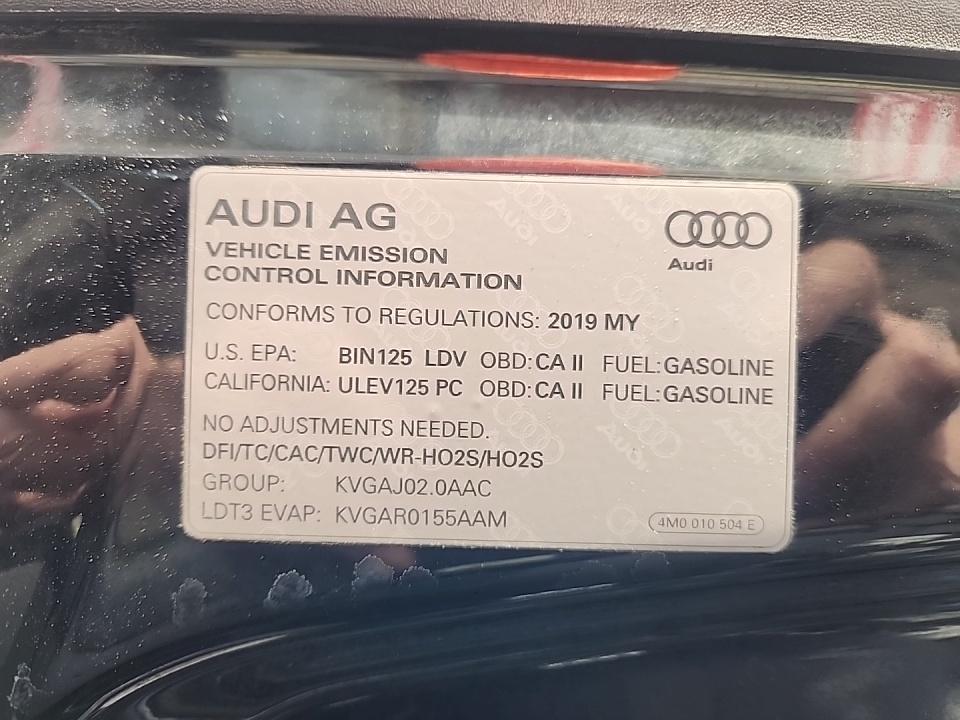 AUDI AG
Audi
VEHICLE EMISSION
CONTROL INFORMATION
CONFORMS TO REGULATIONS: 2019 MY
U.S. EPA: BIN125 LDV OBD:CA II FUEL:GASOLINE
CALIFORNIA: ULEV125 PC OBD:CA II FUEL:GASOLINE
NO ADJUSTMENTS NEEDED.
DFI/TC/CAC/TWC/WR-HO2S/HO2S
GROUP: KVGAJ02.0AAC
LDT3 EVAP: KVGAR0155AAM
4M0 010 504 E